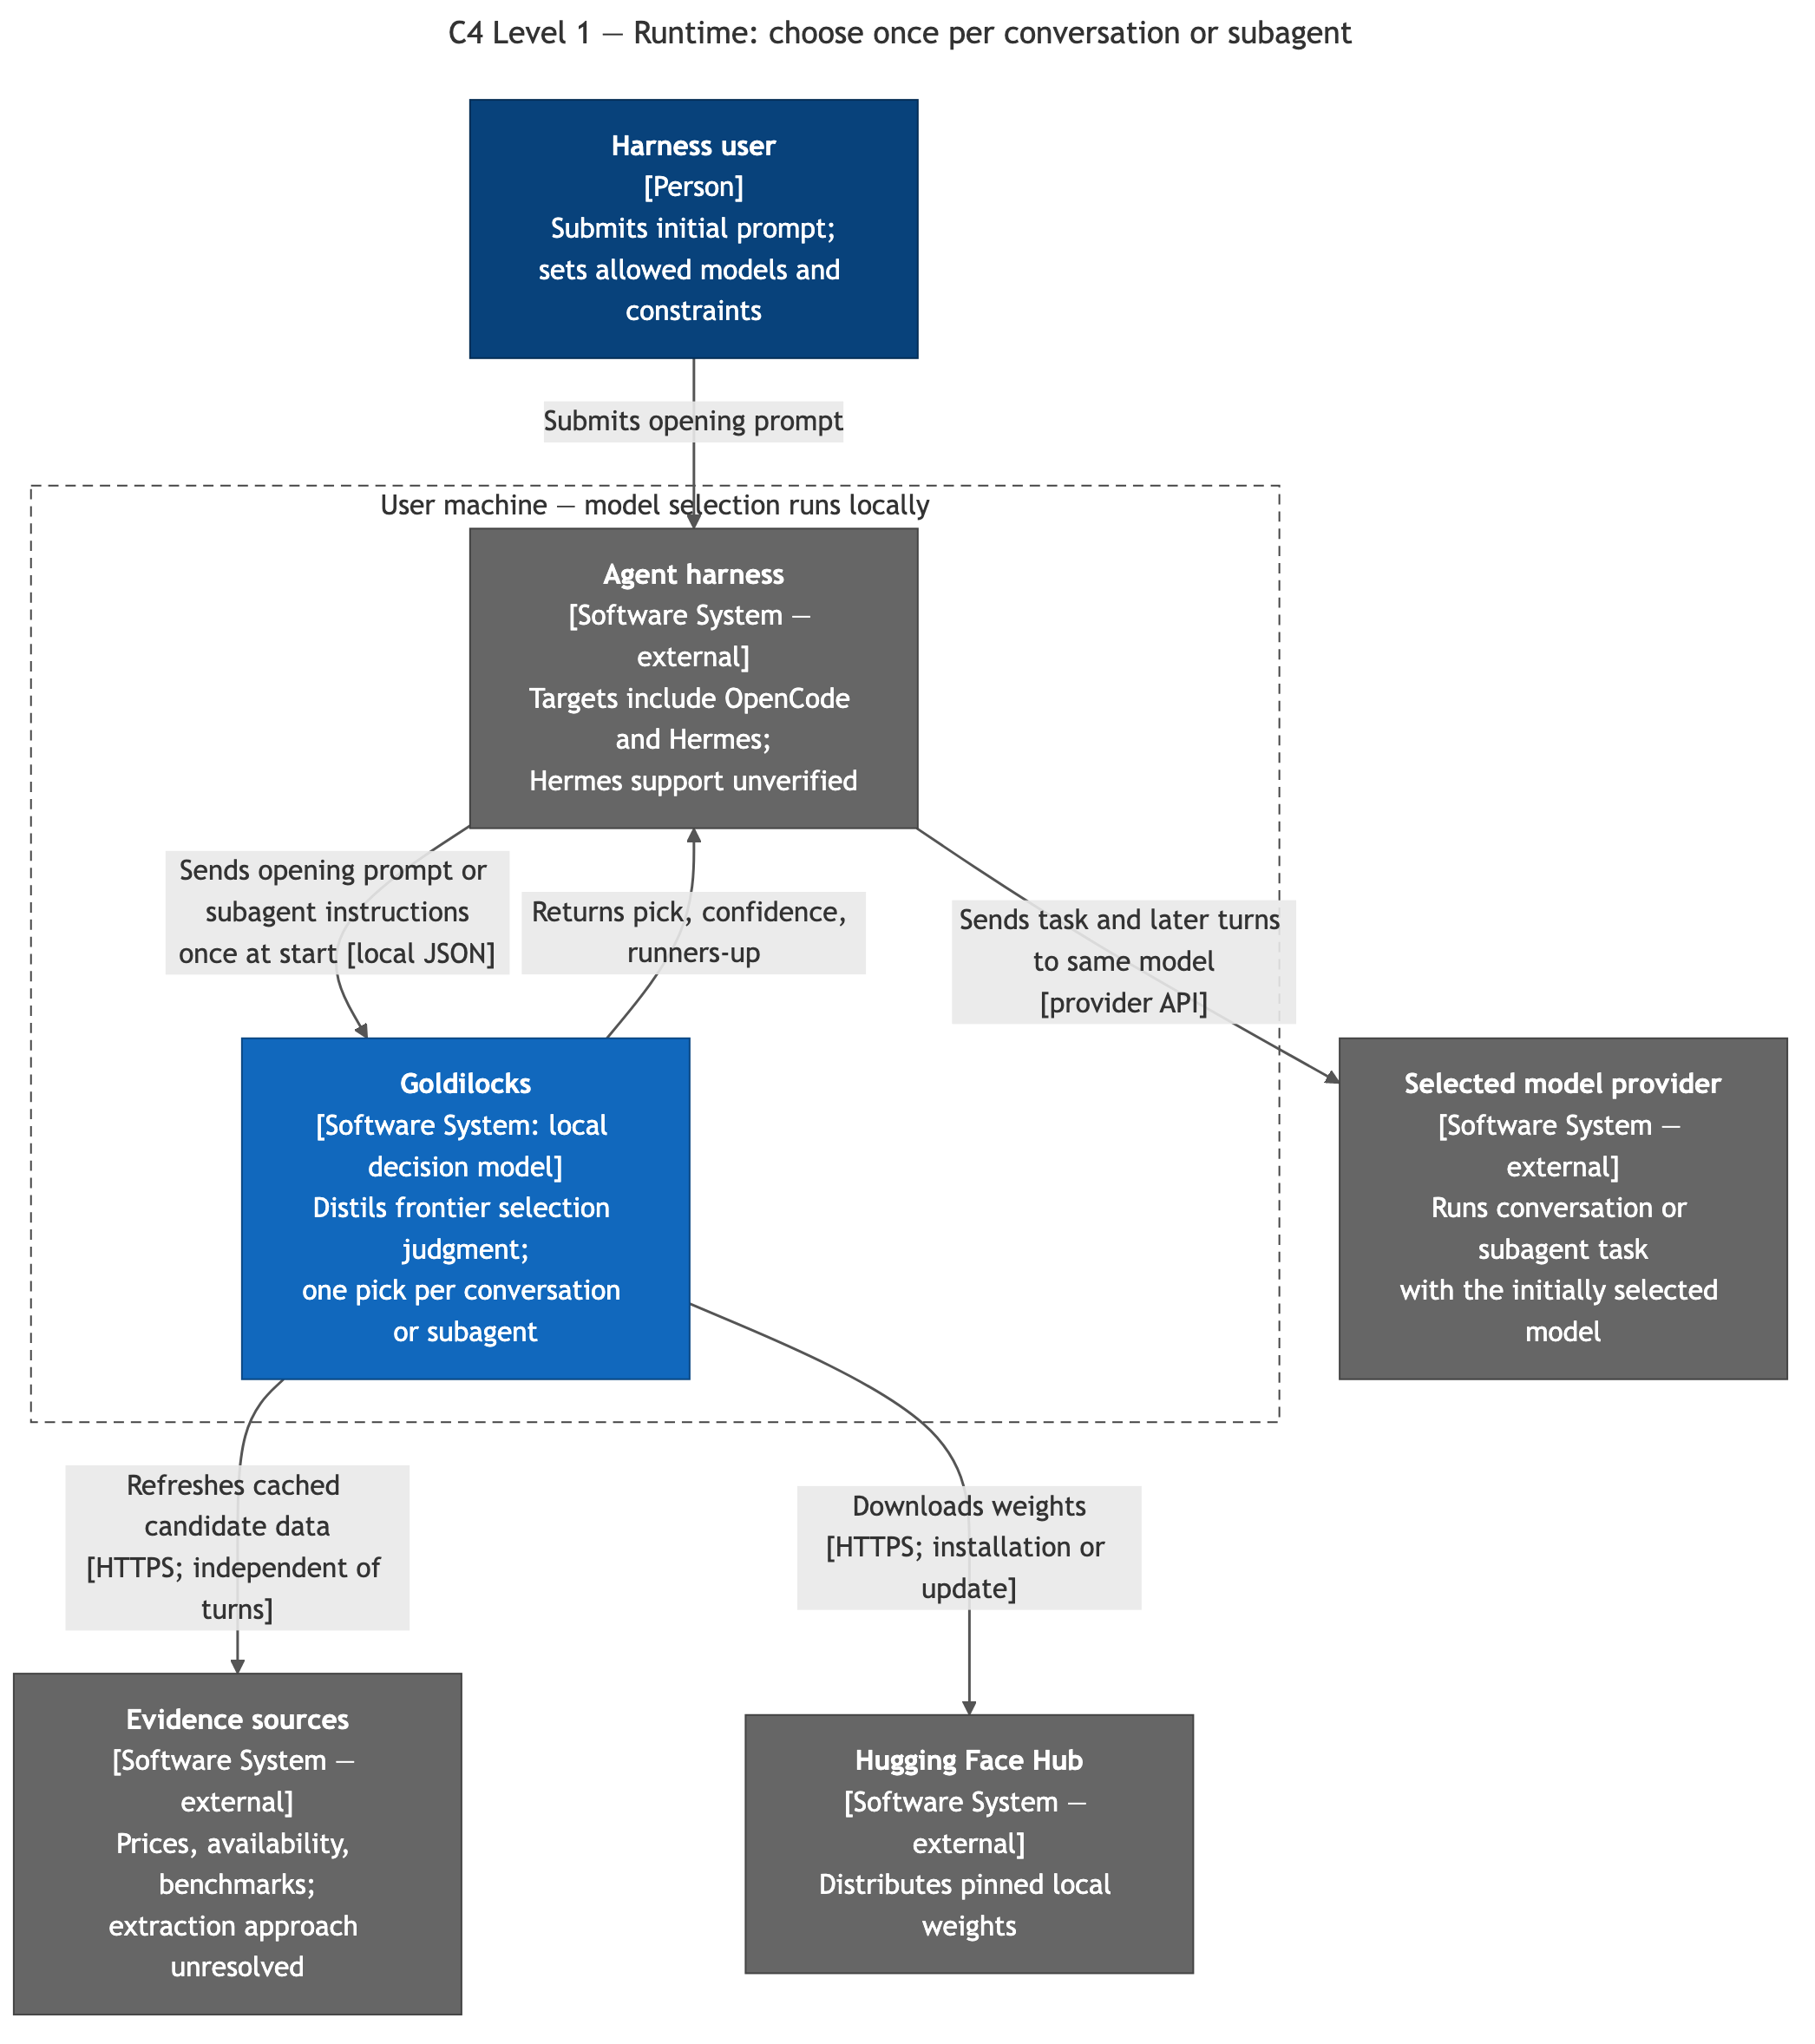 C4 Level 1 — Runtime: choose once per conversation or subagent
Harness user
[Person]
Submits initial prompt;
sets allowed models and
constraints
Submits opening prompt
User machine — model selection runs locally
Agent harness
[Software System —
external]
Targets include OpenCode
and Hermes;
Hermes support unverified
Sends opening prompt or
subagent instructions
once at start [local JSON]
Returns pick, confidence,
runners-up
Sends task and later turns
to same model
[provider API]
Goldilocks
[Software System: local
decision model]
Distils frontier selection
judgment;
one pick per conversation
or subagent
Selected model provider
[Software System —
external]
Runs conversation or
subagent task
with the initially selected
model
Refreshes cached
candidate data
[HTTPS; independent of
turns]
Downloads weights
[HTTPS; installation or
update]
Evidence sources
[Software System —
external]
Prices, availability,
benchmarks;
extraction approach
unresolved
Hugging Face Hub
[Software System —
external]
Distributes pinned local
weights